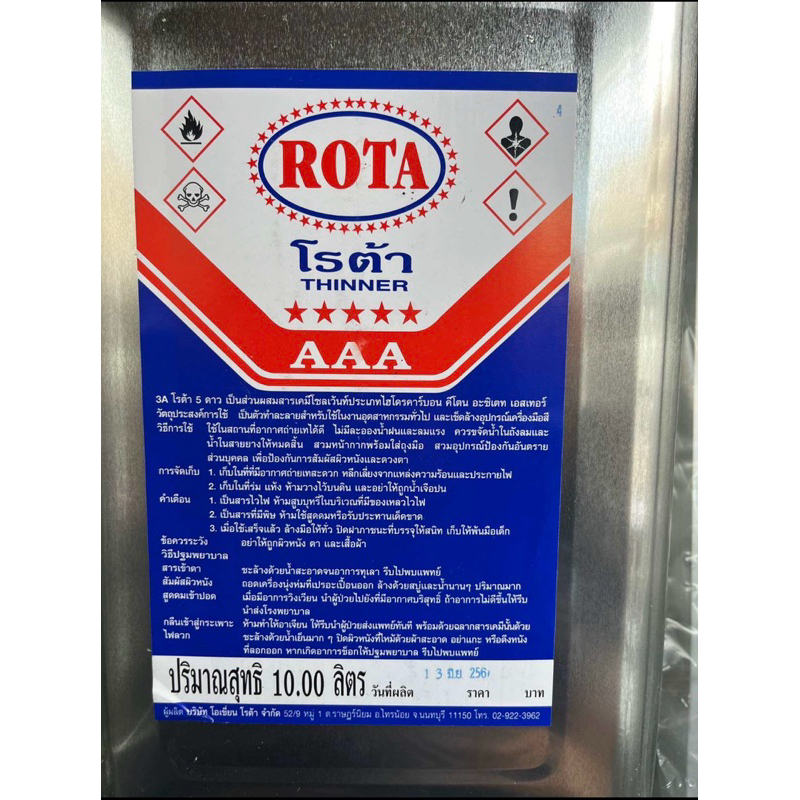 4
ROTA
โรต้า
THINNER
AAA
3A โรต้า 5 ดาว เป็นส่วนผสมสารเคมีโซลเว้นท์ประเภทไฮโดรคาร์บอน คีโตน อะซิเตท เอสเทอร์
วัตถุประสงค์การใช้ เป็นตัวทำละลายสำหรับใช้ในงานอุตสาหกรรมทั่วไป และเช็ดล้างอุปกรณ์เครื่องมือสี
วิธีการใช้ ใช้ในสถานที่อากาศถ่ายเทได้ดี ไม่มีละอองน้ำฝนและลมแรง ควรขจัดน้ำในถังลมและ
น้ำในสายยางให้หมดสิ้น สวมหน้ากากพร้อมใส่ถุงมือ สวมอุปกรณ์ป้องกันอันตราย
ส่วนบุคคล เพื่อป้องกันการสัมผัสผิวหนังและดวงตา
การจัดเก็บ 1. เก็บในที่ที่มีอากาศถ่ายเทสะดวก หลีกเลี่ยงจากแหล่งความร้อนและประกายไฟ
2. เก็บในที่ร่ม แห้ง ห้ามวางไว้บนดิน และอย่าให้ถูกน้ำเจือปน
คำเตือน 1. เป็นสารไวไฟ ห้ามสูบบุหรี่ในบริเวณที่มีของเหลวไวไฟ
2. เป็นสารที่มีพิษ ห้ามใช้สูดดมหรือรับประทานเด็ดขาด
3. เมื่อใช้เสร็จแล้ว ล้างมือให้ทั่ว ปิดฝาภาชนะที่บรรจุให้สนิท เก็บให้พ้นมือเด็ก
ข้อควรระวัง อย่าให้ถูกผิวหนัง ตา และเสื้อผ้า
วิธีปฐมพยาบาล
สารเข้าตา ชะล้างด้วยน้ำสะอาดจนอาการทุเลา รีบไปพบแพทย์
สัมผัสผิวหนัง ถอดเครื่องนุ่งห่มที่เปรอะเปื้อนออก ล้างด้วยสบู่และน้ำนานๆ ปริมาณมาก
สูดดมเข้าปอด เมื่อมีอาการวิงเวียน นำผู้ป่วยไปยังที่มีอากาศบริสุทธิ์ ถ้าอาการไม่ดีขึ้นให้รีบ
นำส่งโรงพยาบาล
กลืนเข้าสู่กระเพาะ ห้ามทำให้อาเจียน ให้รีบนำผู้ป่วยส่งแพทย์ทันที พร้อมด้วยฉลากสารเคมีนั้นด้วย
ไฟลวก ชะล้างด้วยน้ำเย็นมาก ๆ ปิดผิวหนังที่ไหม้ด้วยผ้าสะอาด อย่าแกะ หรือดึงหนัง
ที่ลอกออก หากเกิดอาการช็อกให้ปฐมพยาบาล รีบไปพบแพทย์
ปริมาณสุทธิ 10.00 ลิตร วันที่ผลิต 13 มิ.ย. ราคา บาท
ผู้ผลิต บริษัท โอเชี่ยน โรต้า จำกัด 52/9 หมู่ 1 ต.ราษฎร์นิยม อ.ไทรน้อย จ.นนทบุรี 11150 โทร. 02-922-3962